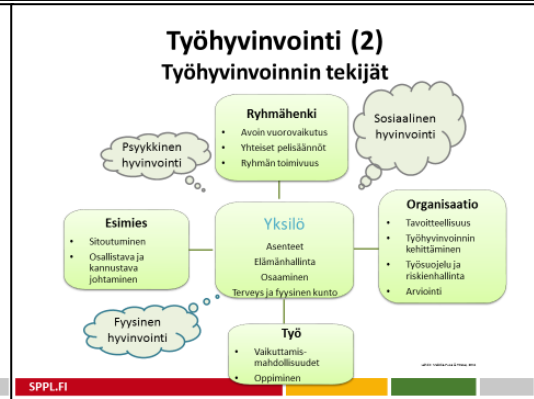 Työhyvinvointi (2)
Työhyvinvoinnin tekijät
Ryhmähenki
• Avoin vuorovaikutus
• Yhteiset pelisäännöt
• Ryhmän toimivuus
Sosiaalinen
hyvinvointi
Psyykkinen
hyvinvointi
Esimies
• Sitoutuminen
• Osallistava ja
kannustava
johtaminen
Yksilö
Asenteet
Elämänhallinta
Osaaminen
Terveys ja fyysinen kunto
Organisaatio
• Tavoitteellisuus
• Työhyvinvoinnin
kehittäminen
• Työsuojelu ja
riskienhallinta
• Arviointi
Fyysinen
hyvinvointi
Työ
• Vaikuttamis-
mahdollisuudet
• Oppiminen
SPPL.FI